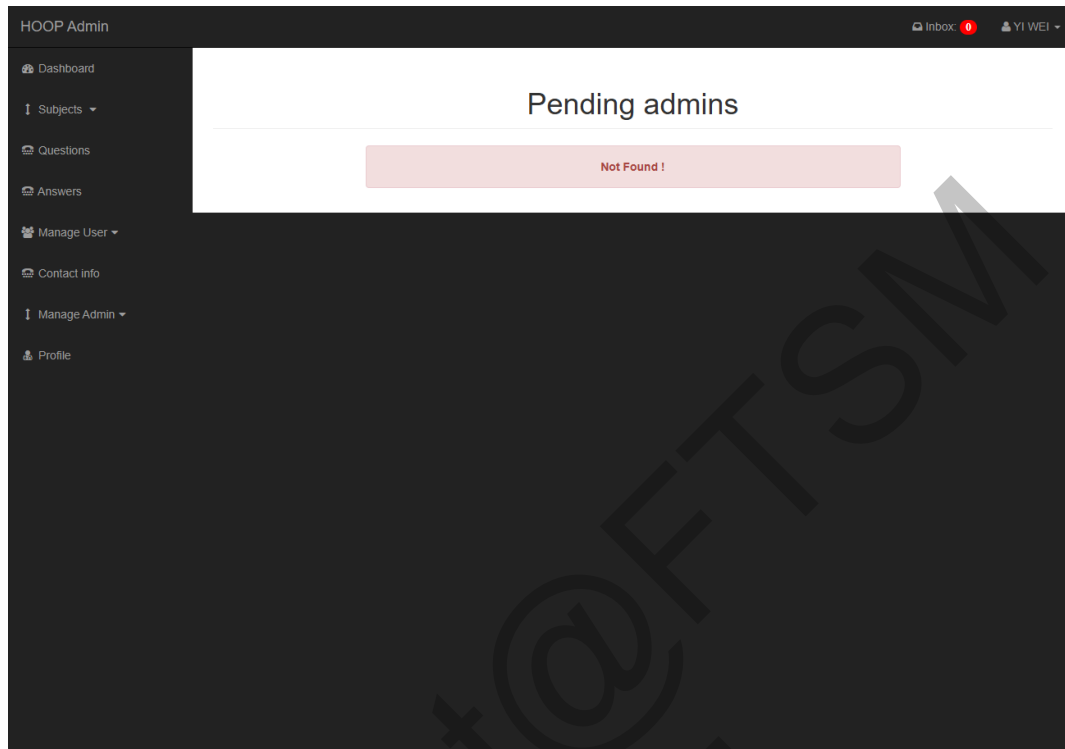 HOOP Admin
Inbox: 0
YI WEI
Dashboard
Subjects
Questions
Answers
Manage User
Contact info
Manage Admin
Profile
Pending admins
Not Found !
t@FTSM